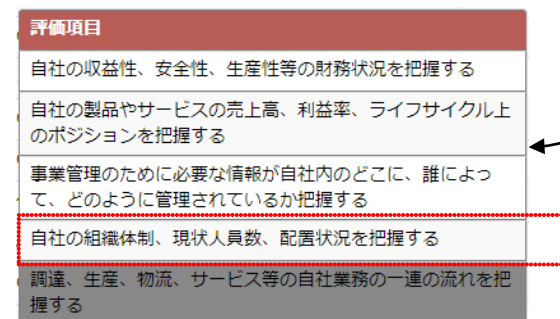 評価項目
自社の収益性、安全性、生産性等の財務状況を把握する
自社の製品やサービスの売上高、利益率、ライフサイクル上
のポジションを把握する
事業管理のために必要な情報が自社内のどこに、誰によっ
て、どのように管理されているか把握する
自社の組織体制、現状人員数、配置状況を把握する
調達、生産、物流、サービス等の自社業務の一連の流れを把
握する